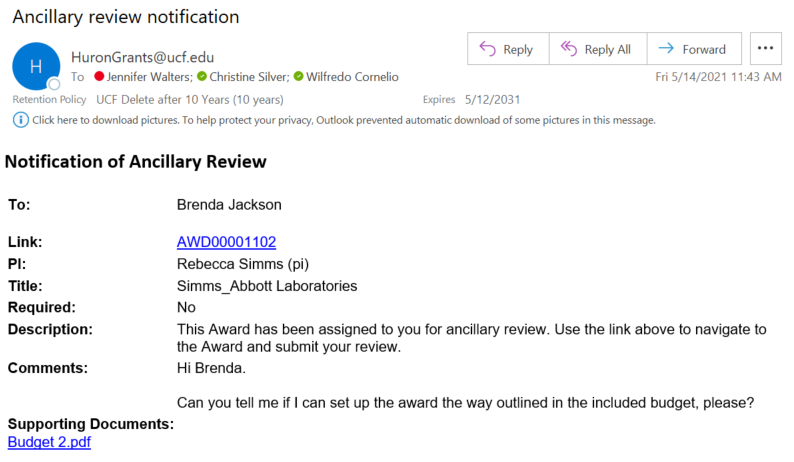 Ancillary review notification
H
HuronGrants@ucf.edu
To Jennifer Walters; Christine Silver; Wilfredo Cornelio
Reply
Reply All
Forward
...
Fri 5/14/2021 11:43 AM
Retention Policy UCF Delete after 10 Years (10 years)
Expires 5/12/2031
Click here to download pictures. To help protect your privacy, Outlook prevented automatic download of some pictures in this message.
Notification of Ancillary Review
To: Brenda Jackson
Link: AWD00001102
PI: Rebecca Simms (pi)
Title: Simms_Abbott Laboratories
Required: No
Description: This Award has been assigned to you for ancillary review. Use the link above to navigate to
the Award and submit your review.
Comments: Hi Brenda.
Can you tell me if I can set up the award the way outlined in the included budget, please?
Supporting Documents:
Budget 2.pdf